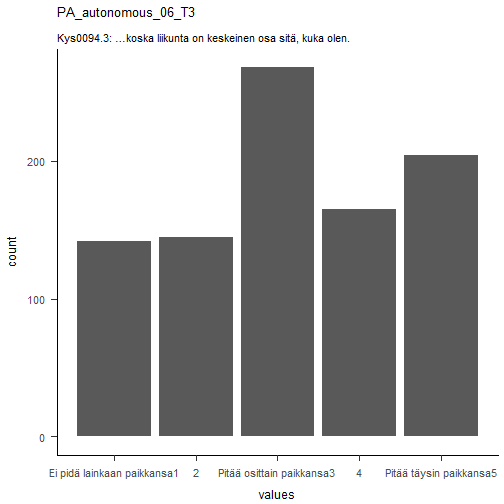 PA_autonomous_06_T3
Kys0094.3: …koska liikunta on keskeinen osa sitä, kuka olen.
count
200
100
0
Ei pidä lainkaan paikkansa1 2 Pitää osittain paikkansa3 4 Pitää täysin paikkansa5
values